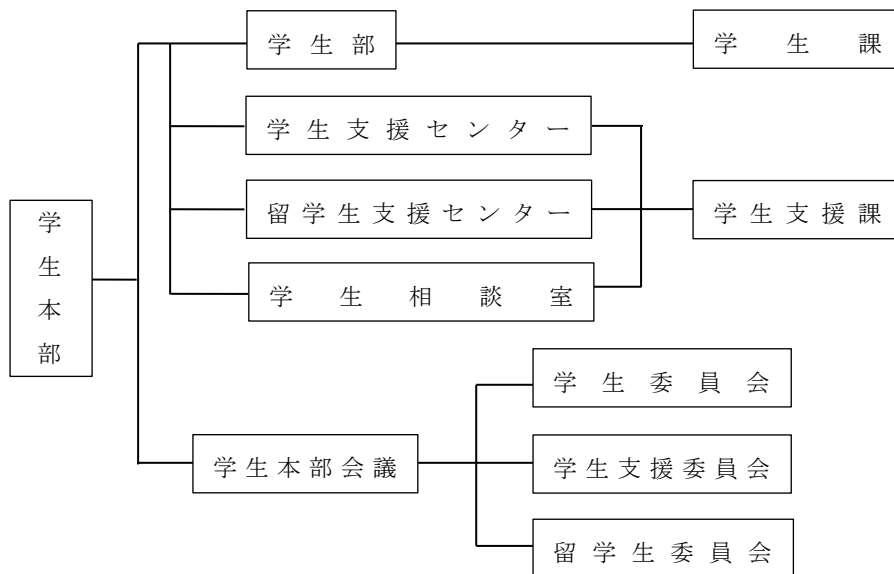 学生部
学生課
学生支援センター
留学生支援センター
学生支援課
学生相談室
学生本部
学生委員会
学生本部会議
学生支援委員会
留学生委員会